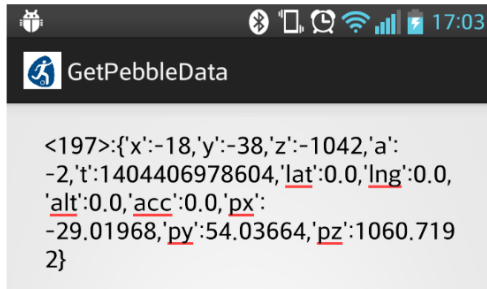 17:03
GetPebbleData
<197>:{'x':-18,'y':-38,'z':-1042,'a':
-2,'t':1404406978604,'lat':0.0,'lng':0.0,
'alt':0.0,'acc':0.0,'px':
-29.01968,'py':54.03664,'pz':1060.719
2}